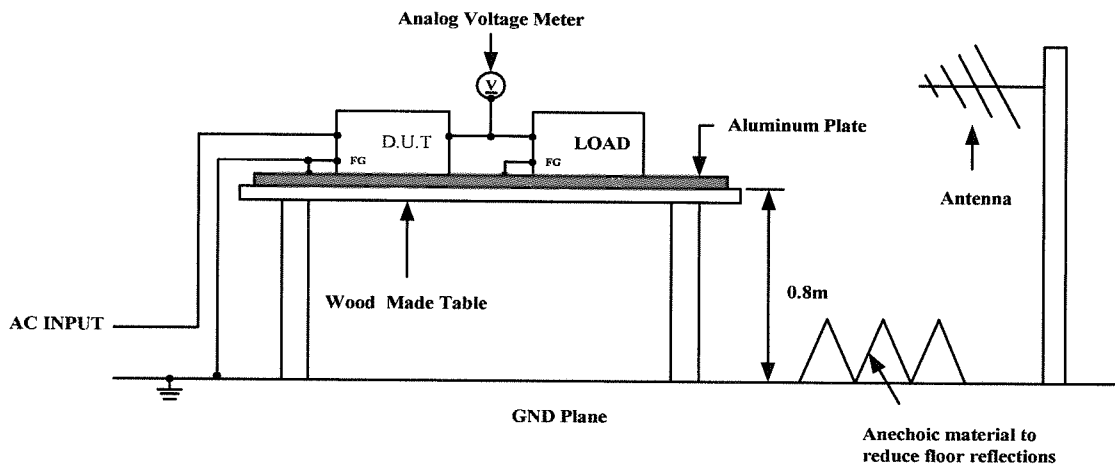 Analog Voltage Meter
V
D.U.T
FG
LOAD
FG
Aluminum Plate
Antenna
Wood Made Table
0.8m
AC INPUT
GND Plane
Anechoic material to
reduce floor reflections